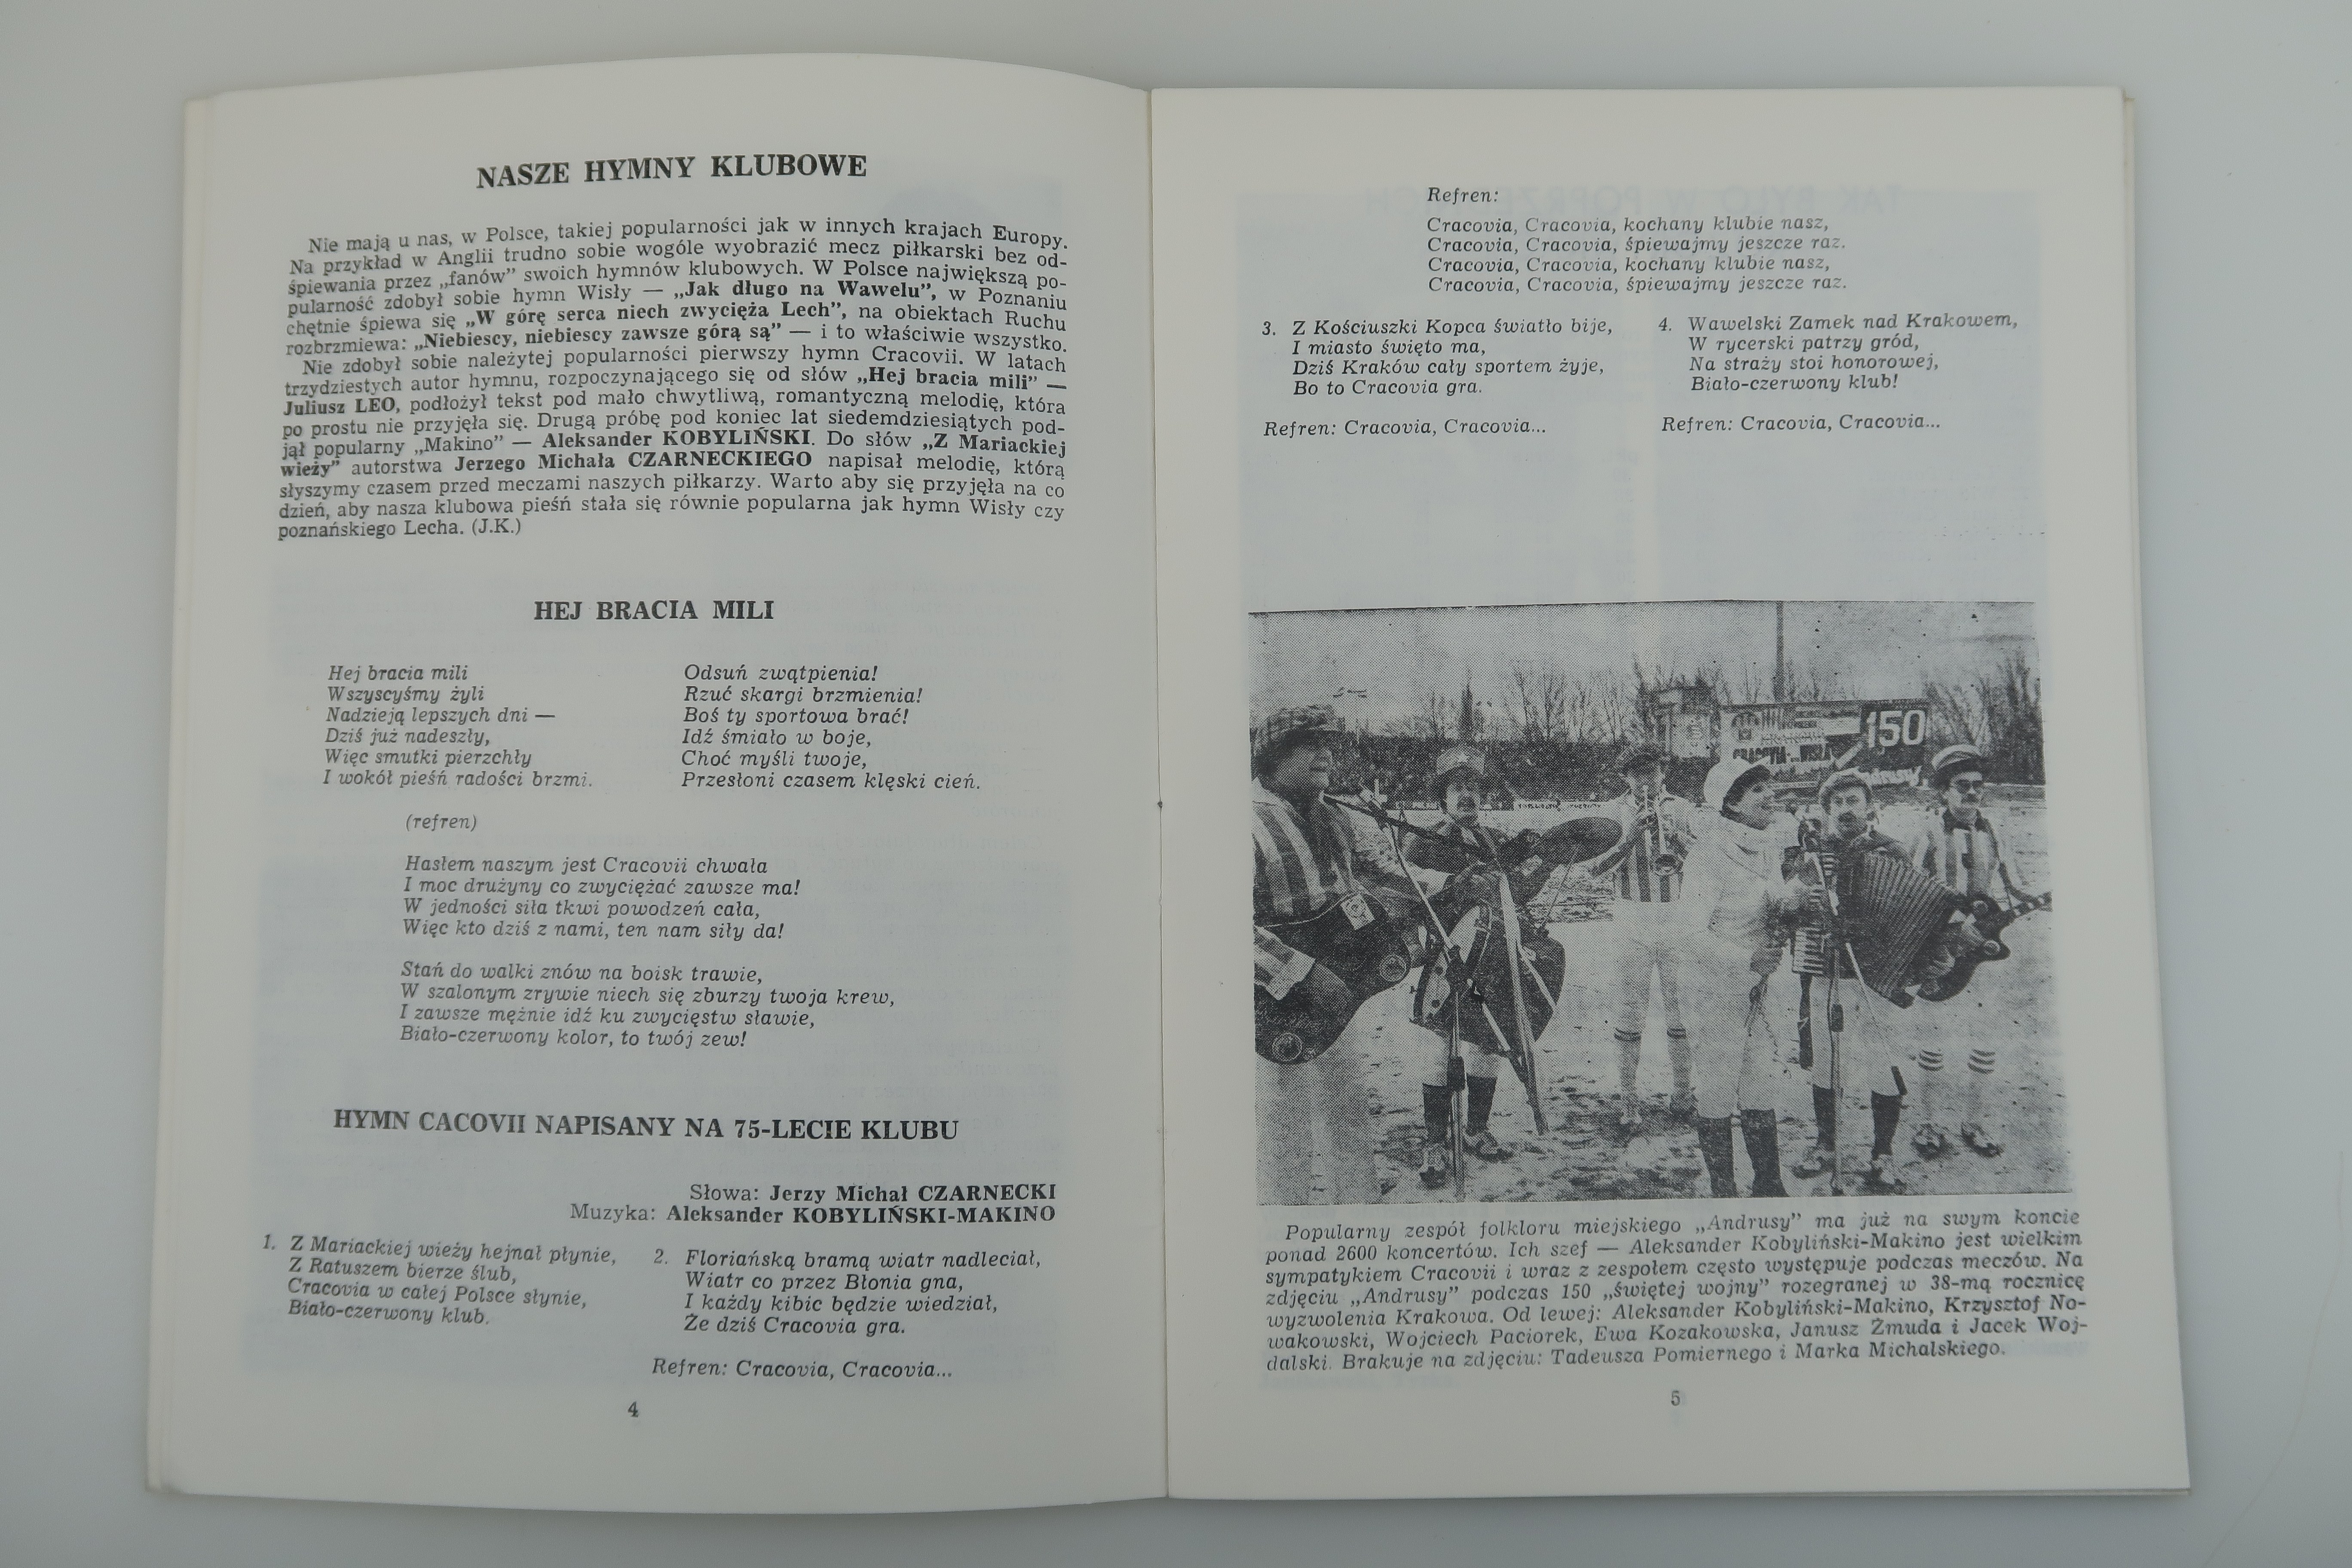 NASZE HYMNY KLUBOWE
Nie mają u nas, w Polsce, takiej popularności jak w innych krajach Europy.
Na przykład w Anglii trudno sobie wogóle wyobrazić mecz piłkarski bez od-
śpiewania przez „fanów” swoich hymnów klubowych. W Polsce największą po-
pularność zdobył sobie hymn Wisły — „Jak długo na Wawelu”, w Poznaniu
chętnie śpiewa się „W górę serca niech zwycięża Lech”, na obiektach Ruchu
rozbrzmiewa: „Niebiescy, niebiescy zawsze górą są” — i to właściwie wszystko.
Nie zdobył sobie należytej popularności pierwszy hymn Cracovii. W latach
trzydziestych autor hymnu, rozpoczynającego się od słów „Hej bracia mili” —
Juliusz LEO, podłożył tekst pod mało chwytliwą, romantyczną melodię, która
po prostu nie przyjęła się. Drugą próbę pod koniec lat siedemdziesiątych pod-
jął popularny „Makino” — Aleksander KOBYLIŃSKI. Do słów „Z Mariackiej
wieży” autorstwa Jerzego Michała CZARNECKIEGO napisał melodię, którą
słyszymy czasem przed meczami naszych piłkarzy. Warto aby się przyjęła na co
dzień, aby nasza klubowa pieśń stała się równie popularna jak hymn Wisły czy
poznańskiego Lecha. (J.K.)
HEJ BRACIA MILI
Hej bracia mili
Wszyscyśmy żyli
Nadzieją lepszych dni —
Dziś już nadeszły,
Więc smutki pierzchły
I wokół pieśń radości brzmi.
Odsuń zwątpienia!
Rzuć skargi brzmienia!
Boś ty sportowa brać!
Idź śmiało w boje,
Choć myśli twoje,
Przesłoni czasem klęski cień.
(refren)
Hasłem naszym jest Cracovii chwała
I moc drużyny co zwyciężać zawsze ma!
W jedności siła tkwi powodzeń cała,
Więc kto dziś z nami, ten nam siły da!
Stań do walki znów na boisk trawie,
W szalonym zrywie niech się zburzy twoja krew,
I zawsze mężnie idź ku zwycięstw sławie,
Biało-czerwony kolor, to twój zew!
HYMN CACOVII NAPISANY NA 75-LECIE KLUBU
Słowa: Jerzy Michał CZARNECKI
Muzyka: Aleksander KOBYLIŃSKI-MAKINO
1. Z Mariackiej wieży hejnał płynie,
Z Ratuszem bierze ślub,
Cracovia w całej Polsce słynie,
Biało-czerwony klub.
2. Floriańską bramą wiatr nadleciał,
Wiatr co przez Błonia gna,
I każdy kibic będzie wiedział,
Że dziś Cracovia gra.
Refren: Cracovia, Cracovia...
4
Refren:
Cracovia, Cracovia, kochany klubie nasz,
Cracovia, Cracovia, śpiewajmy jeszcze raz.
Cracovia, Cracovia, kochany klubie nasz,
Cracovia, Cracovia, śpiewajmy jeszcze raz.
3. Z Kościuszki Kopca światło bije,
I miasto święto ma,
Dziś Kraków cały sportem żyje,
Bo to Cracovia gra.
Refren: Cracovia, Cracovia...
4. Wawelski Zamek nad Krakowem,
W rycerski patrzy gród,
Na straży stoi honorowej,
Biało-czerwony klub!
Refren: Cracovia, Cracovia...
150
CRACOVIA - WISŁA
Andrusy
Popularny zespół folkloru miejskiego „Andrusy” ma już na swym koncie
ponad 2600 koncertów. Ich szef — Aleksander Kobyliński-Makino jest wielkim
sympatykiem Cracovii i wraz z zespołem często występuje podczas meczów. Na
zdjęciu „Andrusy” podczas 150 „świętej wojny” rozegranej w 38-mą rocznicę
wyzwolenia Krakowa. Od lewej: Aleksander Kobyliński-Makino, Krzysztof No-
wakowski, Wojciech Paciorek, Ewa Kozakowska, Janusz Żmuda i Jacek Woj-
dalski. Brakuje na zdjęciu: Tadeusza Pomiernego i Marka Michalskiego.
5